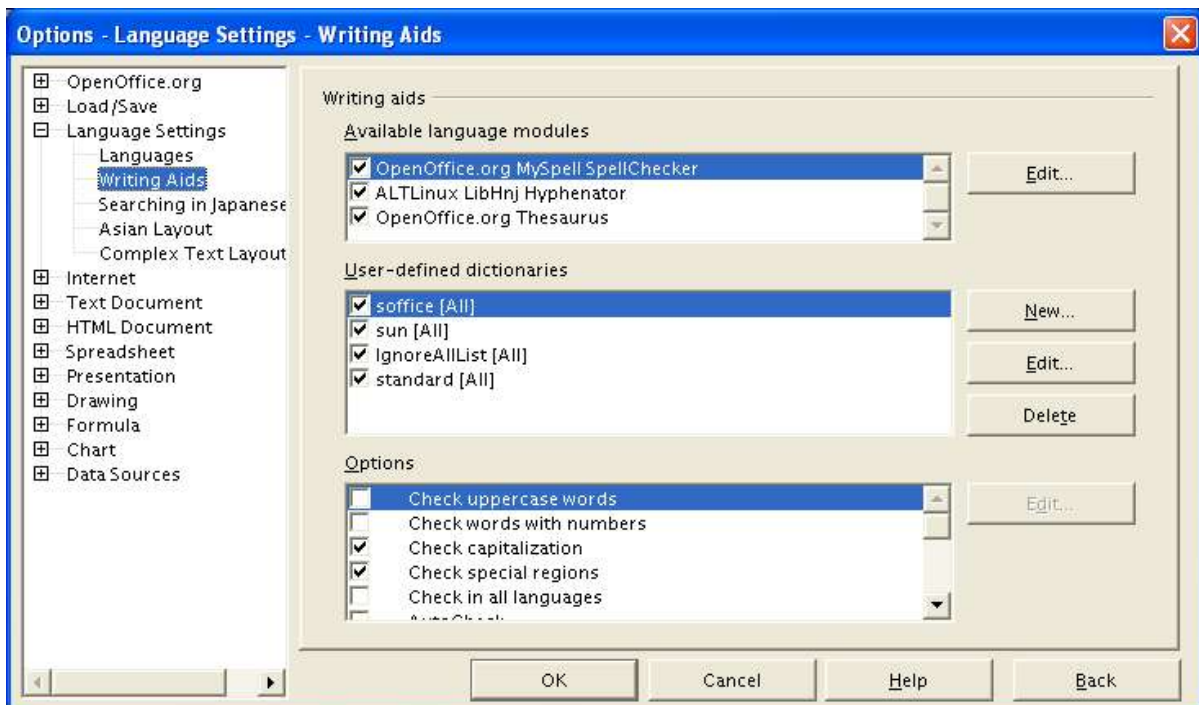 Options - Language Settings - Writing Aids
OpenOffice.org
Load/Save
Language Settings
Languages
Writing Aids
Searching in Japanese
Asian Layout
Complex Text Layout
Internet
Text Document
HTML Document
Spreadsheet
Presentation
Drawing
Formula
Chart
Data Sources
Writing aids
Available language modules
OpenOffice.org MySpell SpellChecker
ALTLinux LibHnj Hyphenator
OpenOffice.org Thesaurus
Edit...
User-defined dictionaries
soffice [All]
sun [All]
IgnoreAllList [All]
standard [All]
New...
Edit...
Delete
Options
Check uppercase words
Check words with numbers
Check capitalization
Check special regions
Check in all languages
AutoCheck
Edit...
OK
Cancel
Help
Back